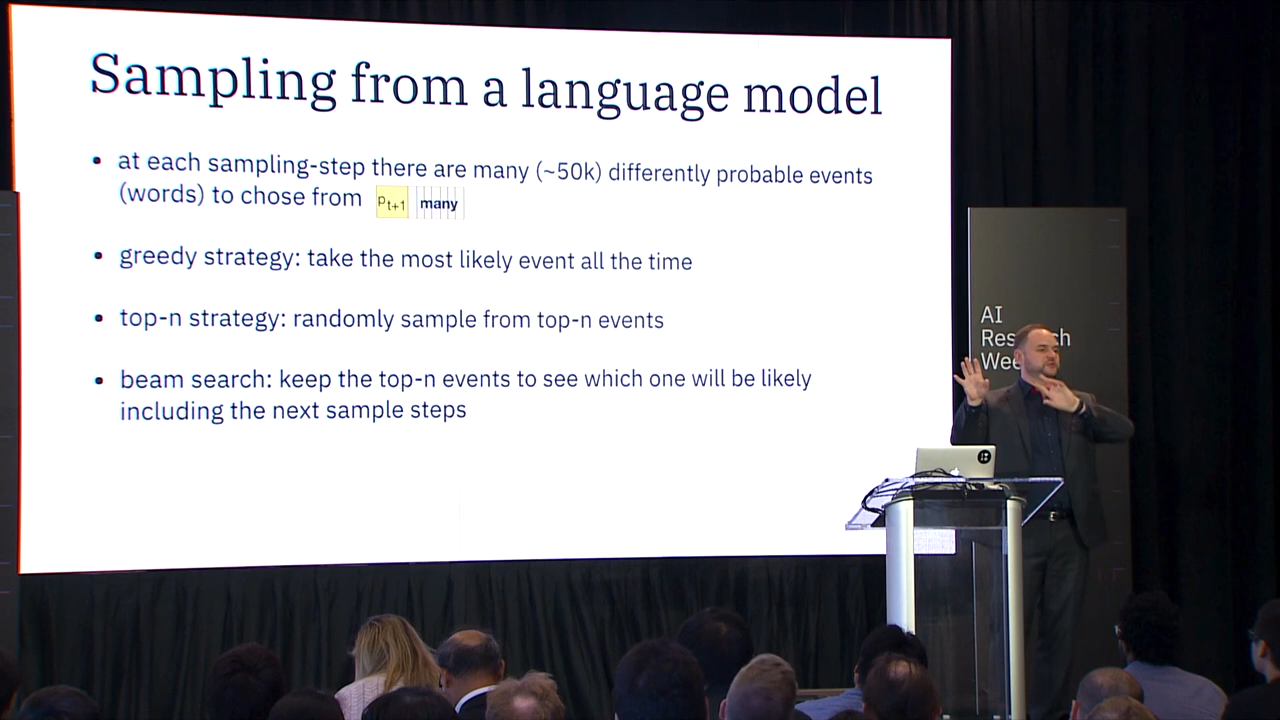 Sampling from a language model
• at each sampling-step there are many (~50k) differently probable events
(words) to chose from pt+1 many
• greedy strategy: take the most likely event all the time
• top-n strategy: randomly sample from top-n events
• beam search: keep the top-n events to see which one will be likely
including the next sample steps
AI